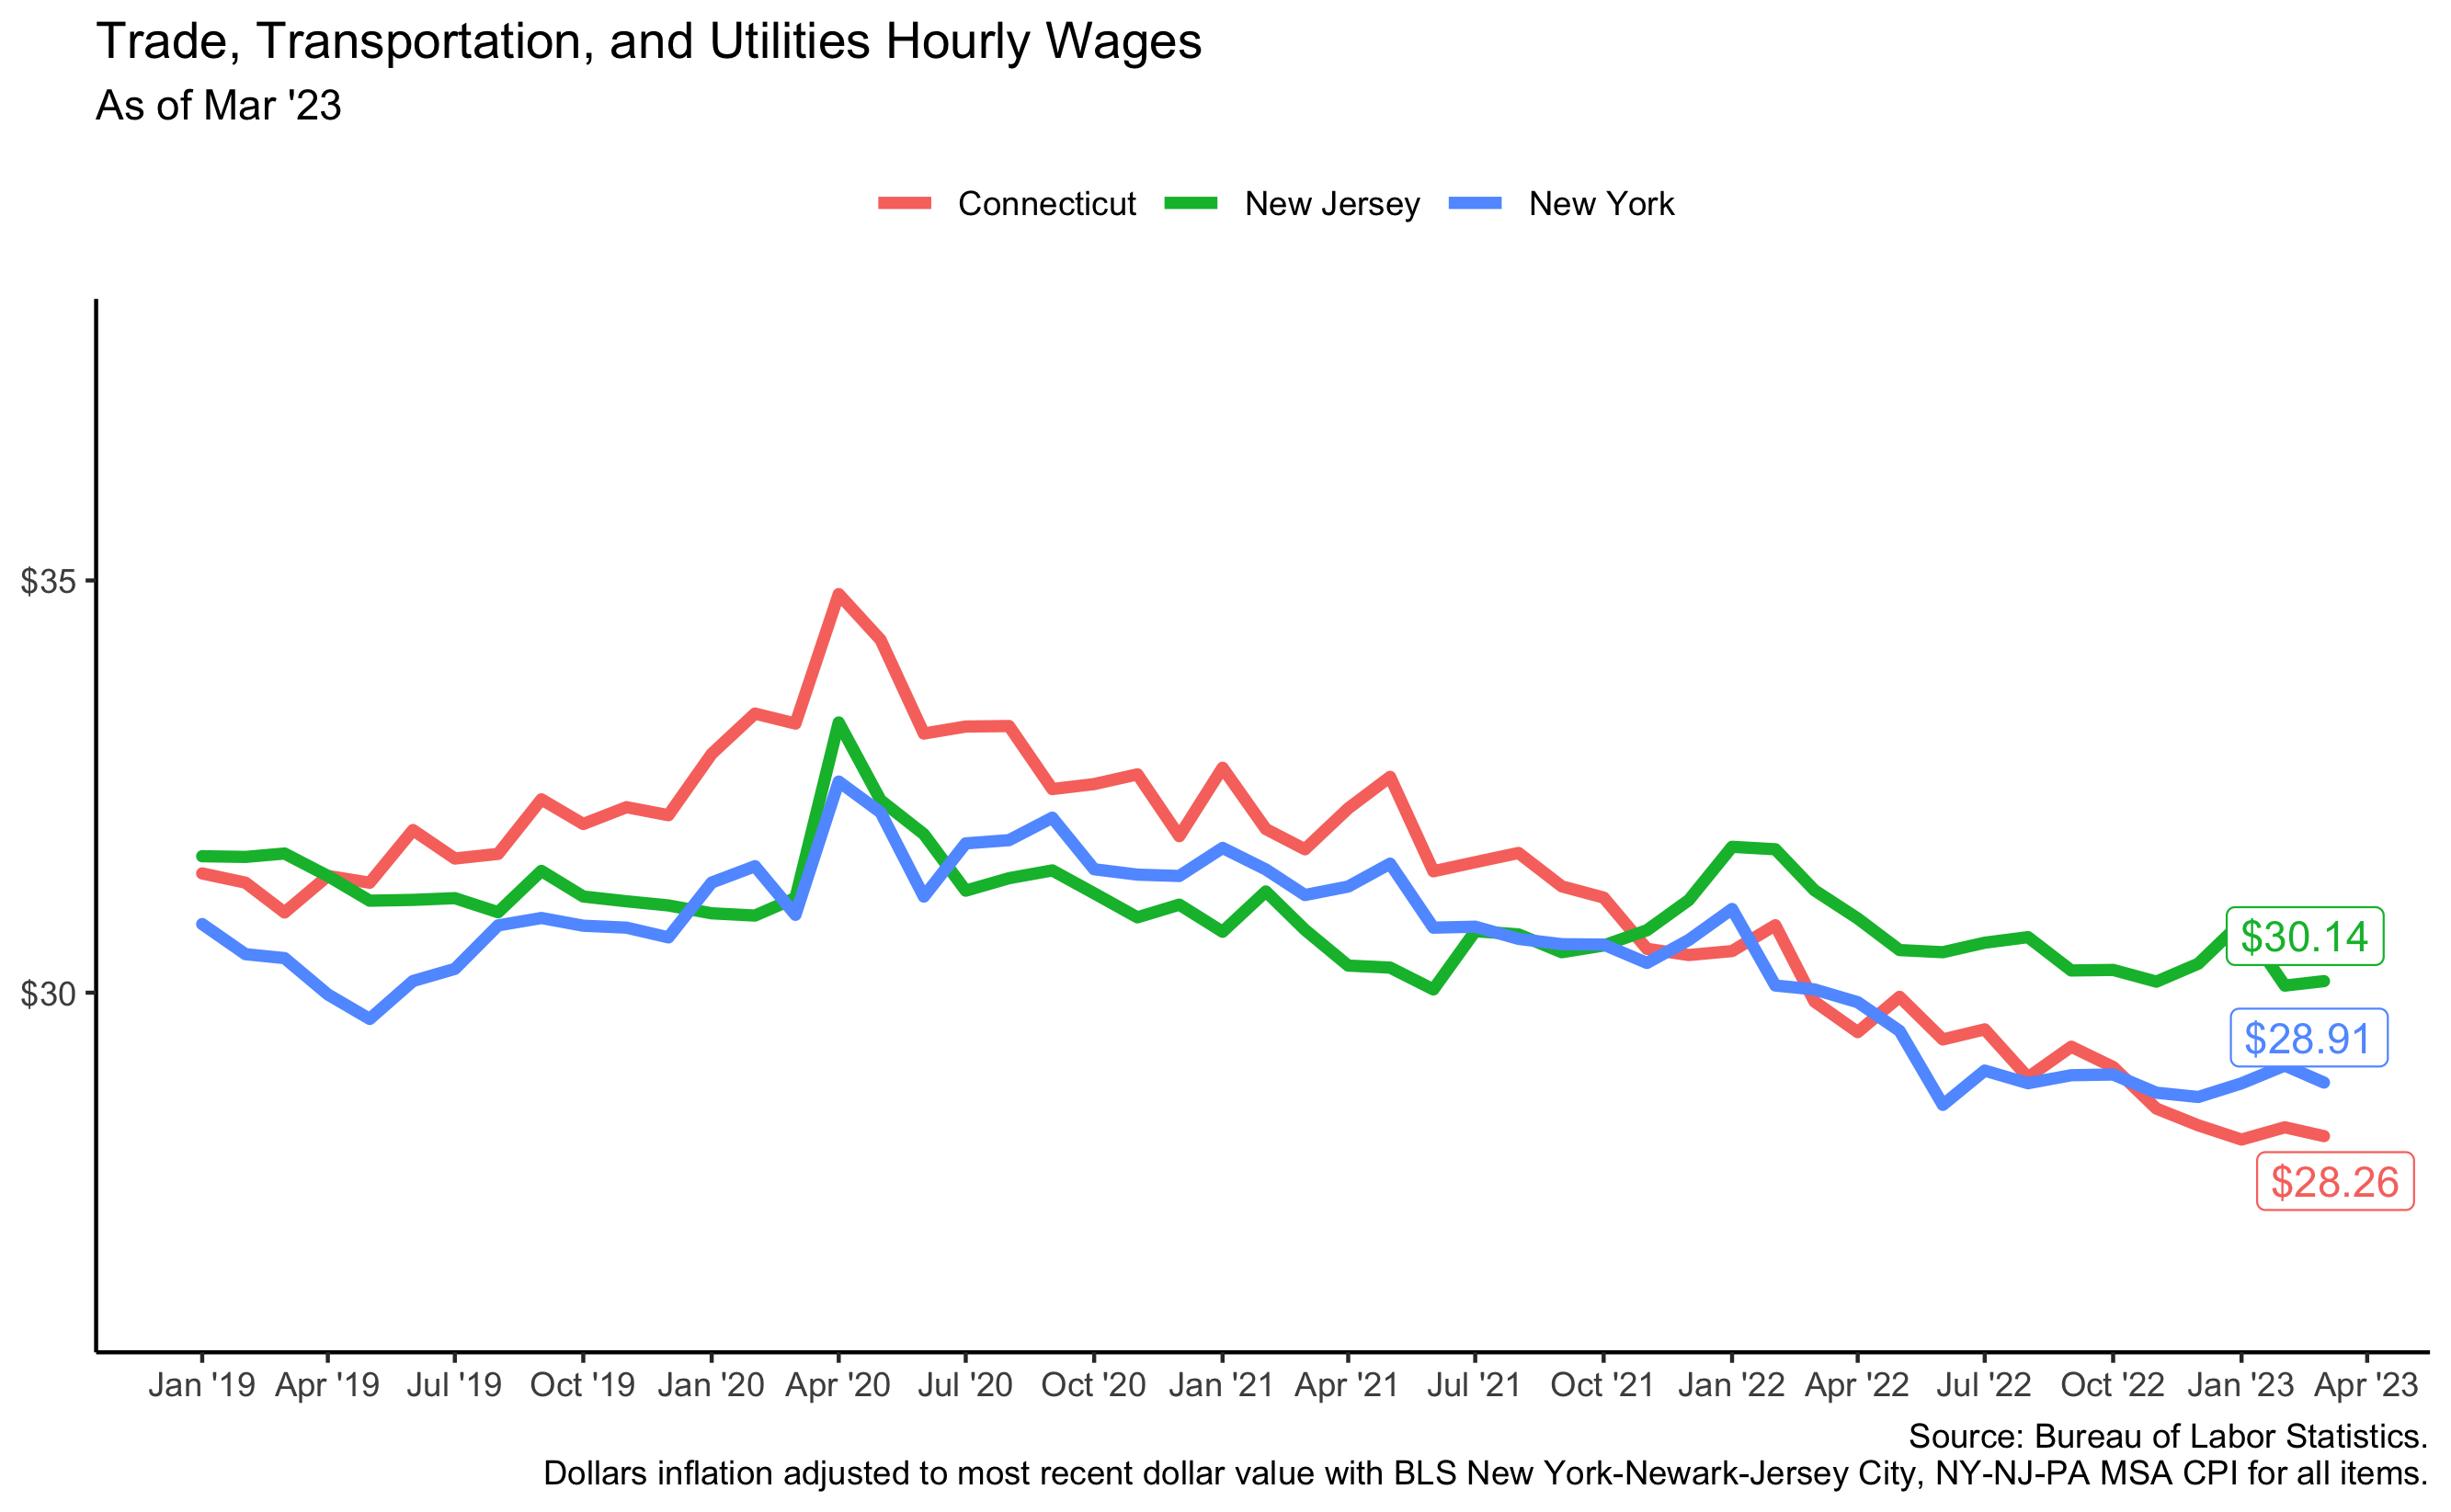 Trade, Transportation, and Utilities Hourly Wages
As of Mar '23
Connecticut New Jersey New York
$35
$30
$30.14
$28.91
$28.26
Jan '19 Apr '19 Jul '19 Oct '19 Jan '20 Apr '20 Jul '20 Oct '20 Jan '21 Apr '21 Jul '21 Oct '21 Jan '22 Apr '22 Jul '22 Oct '22 Jan '23 Apr '23
Source: Bureau of Labor Statistics.
Dollars inflation adjusted to most recent dollar value with BLS New York-Newark-Jersey City, NY-NJ-PA MSA CPI for all items.